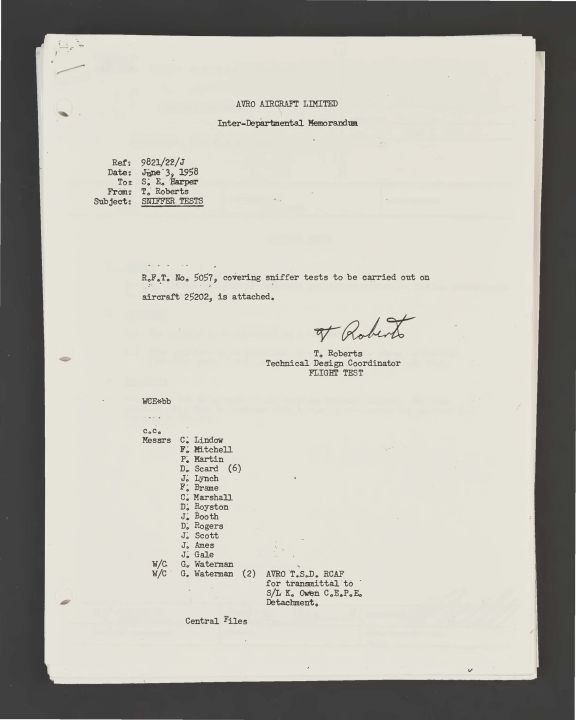 AVRO AIRCRAFT LIMITED
Inter-Departmental Memorandum
Ref: 9821/22/J
Date: June 3, 1958
To: S. E. Harper
From: T. Roberts
Subject: SNIFFER TESTS
R.F.T. No. 5057, covering sniffer tests to be carried out on
aircraft 25202, is attached.
T Roberts
T. Roberts
Technical Design Coordinator
FLIGHT TEST
WCE*bb
c.c.
Messrs C. Lindow
F. Mitchell
P. Martin
D. Scard (6)
J. Lynch
F. Brame
C. Marshall
D. Royston
J. Booth
D. Rogers
J. Scott
J. Ames
J. Gale
W/C G. Waterman
W/C G. Waterman (2) AVRO T.S.D. RCAF
for transmittal to
S/L K. Owen C.E.P.E.
Detachment.
Central Files